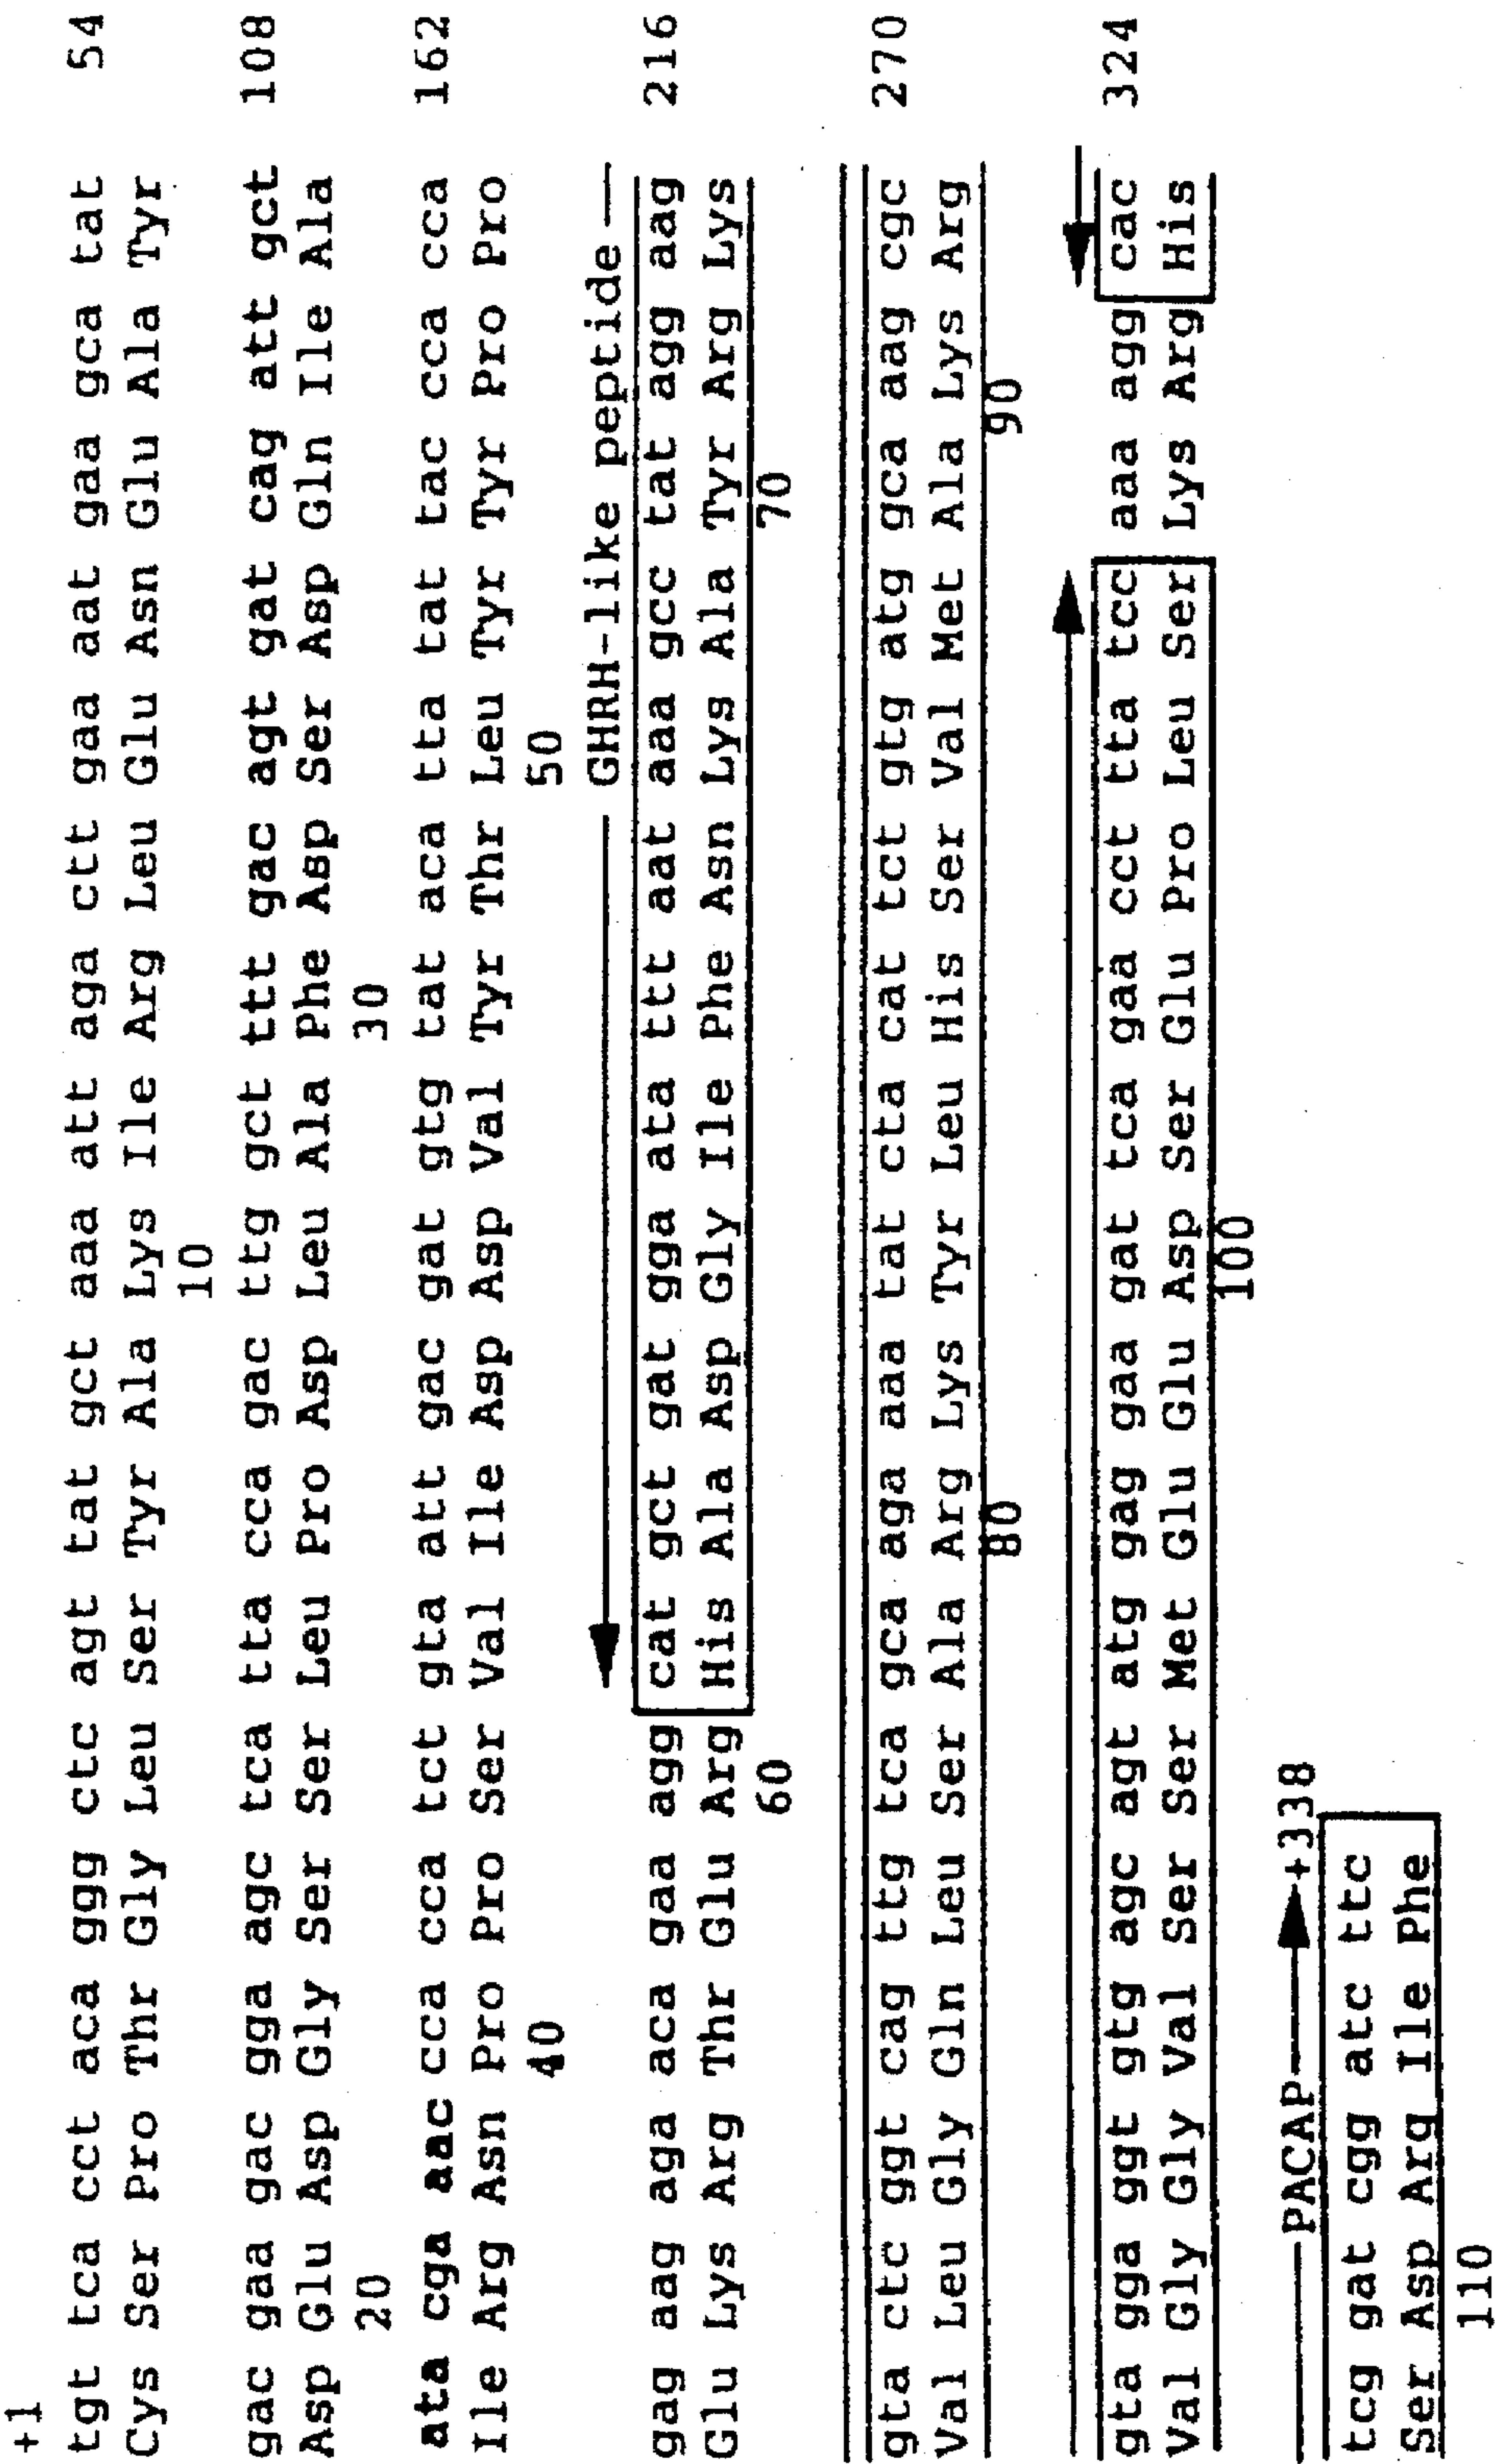 +1
tgt tca cct aca ggg ctc agt tat gct aaa att aga ctt gaa aat gaa gca tat 54
Cys Ser Pro Thr Gly Leu Ser Tyr Ala Lys Ile Arg Leu Glu Asn Glu Ala Tyr
10
gac gaa gac gga agc tca tta cca gac ttg gct ttt gac agt gat cag att gct 108
Asp Glu Asp Gly Ser Ser Leu Pro Asp Leu Ala Phe Asp Ser Asp Gln Ile Ala
20 30
ata cga aac cca cca tct gta att gac gat gtg tat aca tta tat tac cca cca 162
Ile Arg Asn Pro Pro Ser Val Ile Asp Asp Val Tyr Thr Leu Tyr Tyr Pro Pro
40 50
GHRH-like peptide
gag aag aga aca gaa agg cat gct gat gga ata ttt aat aaa gcc tat agg aag 216
Glu Lys Arg Thr Glu Arg His Ala Asp Gly Ile Phe Asn Lys Ala Tyr Arg Lys
60 70
gta ctc ggt cag ttg tca gca aga aaa tat cta cat tct gtg atg gca aag cgc 270
Val Leu Gly Gln Leu Ser Ala Arg Lys Tyr Leu His Ser Val Met Ala Lys Arg
80 90
gta gga ggt gtg agc agt atg gag gaa gat tca gaa cct tta tcc aaa agg cac 324
Val Gly Gly Val Ser Ser Met Glu Glu Asp Ser Glu Pro Leu Ser Lys Arg His
100
PACAP +338
tcg gat cgg atc ttc
Ser Asp Arg Ile Phe
110